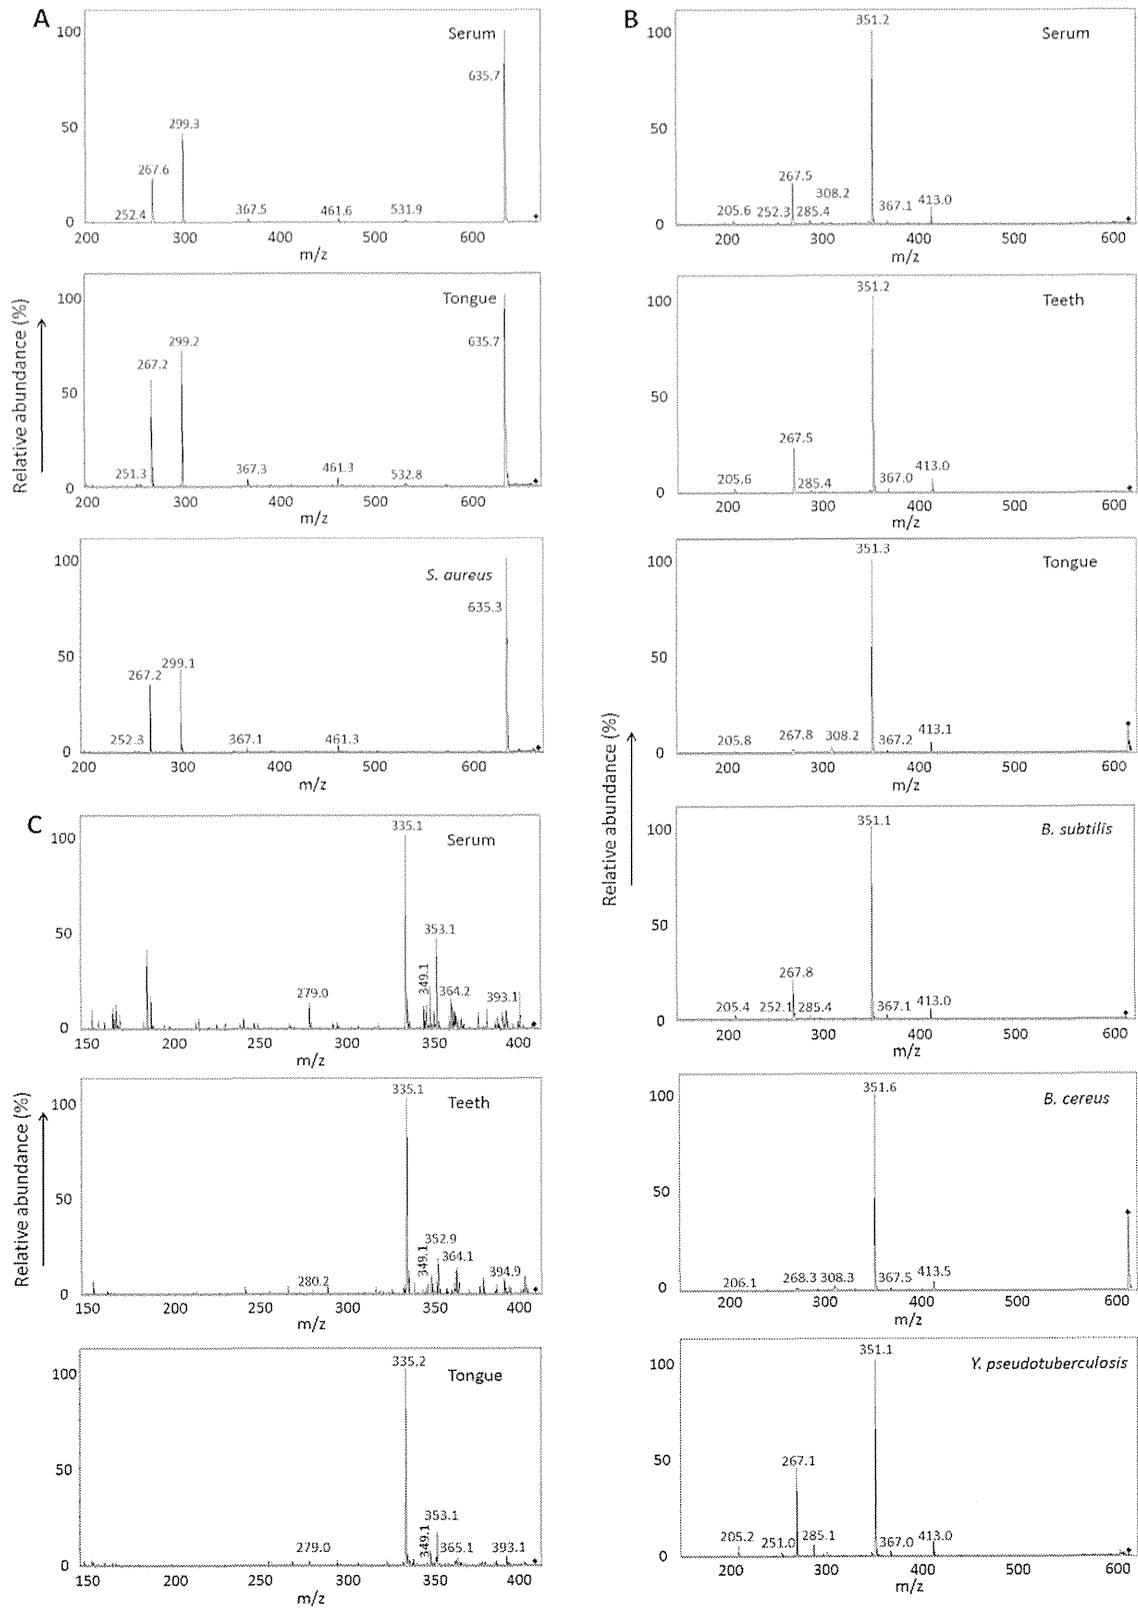 A
100
Serum
635.7
50
299.3
267.6
252.4
367.5
461.6
531.9
0
200 300 400 500 600
m/z
100
Tongue
635.7
299.2
267.2
50
251.3
367.3
461.3
532.8
0
200 300 400 500 600
m/z
Relative abundance (%)
100
S. aureus
635.3
50
299.1
267.2
252.3
367.1
461.3
0
200 300 400 500 600
m/z
C
335.1
100
Serum
50
353.1
349.1
364.2
279.0
393.1
0
150 200 250 300 350 400
m/z
335.1
100
Teeth
50
352.9
349.1
364.1
280.2
394.9
0
150 200 250 300 350 400
m/z
Relative abundance (%)
335.2
100
Tongue
50
353.1
349.1
279.0
365.1
393.1
0
150 200 250 300 350 400
m/z
B
351.2
100
Serum
50
267.5
308.2
205.6
252.3
285.4
367.1
413.0
0
200 300 400 500 600
m/z
351.2
100
Teeth
50
267.5
205.6
285.4
367.0
413.0
0
200 300 400 500 600
m/z
351.3
100
Tongue
50
205.8
267.8
308.2
367.2
413.1
0
200 300 400 500 600
m/z
Relative abundance (%)
351.1
100
B. subtilis
50
267.8
205.4
252.1
285.4
367.1
413.0
0
200 300 400 500 600
m/z
351.6
100
B. cereus
50
206.1
268.3
308.3
367.5
413.5
0
200 300 400 500 600
m/z
351.1
100
Y. pseudotuberculosis
50
267.1
205.2
251.0
285.1
367.0
413.0
0
200 300 400 500 600
m/z